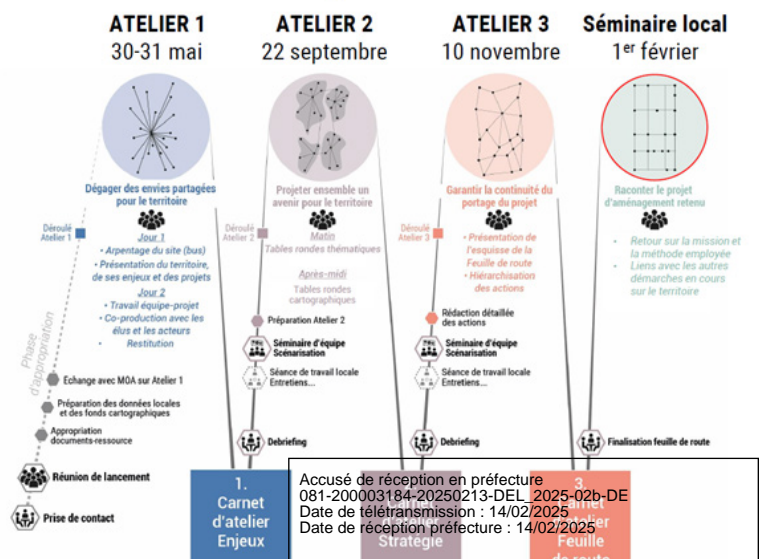 ATELIER 1
30-31 mai
ATELIER 2
22 septembre
ATELIER 3
10 novembre
Séminaire local
1er février
Dégager des envies partagées
pour le territoire
Déroulé
Atelier 1
Jour 1
• Arpentage du site (bus)
• Présentation du territoire,
de ses enjeux et des projets
Jour 2
• Travail équipe-projet
• Co-production avec les
élus et les acteurs
• Restitution
Phase
d'appropriation
Echange avec MOA sur Atelier 1
Préparation des données locales
et des fonds cartographiques
Appropriation
documents-ressource
Réunion de lancement
Prise de contact
Projeter ensemble un
avenir pour le territoire
Déroulé
Atelier 2
Matin
Tables rondes thématiques
Après-midi
Tables rondes
cartographiques
Préparation Atelier 2
Séminaire d'équipe
Scénarisation
Séance de travail locale
Entretiens...
Debriefing
Garantir la continuité du
portage du projet
Déroulé
Atelier 3
• Présentation de
l'esquisse de la
Feuille de route
• Hiérarchisation
des actions
Rédaction détaillée
des actions
Séminaire d'équipe
Scénarisation
Séance de travail locale
Entretiens...
Debriefing
Raconter le projet
d'aménagement retenu
• Retour sur la mission et
la méthode employée
• Liens avec les autres
démarches en cours
sur le territoire
Finalisation feuille de route
1.
Carnet
d'atelier
Enjeux
Carnet
d'atelier
Stratégie
3.
Carnet
d'atelier
Feuille
de route
Accusé de réception en préfecture
081-200003184-20250213-DEL_2025-02b-DE
Date de télétransmission : 14/02/2025
Date de réception préfecture : 14/02/2025